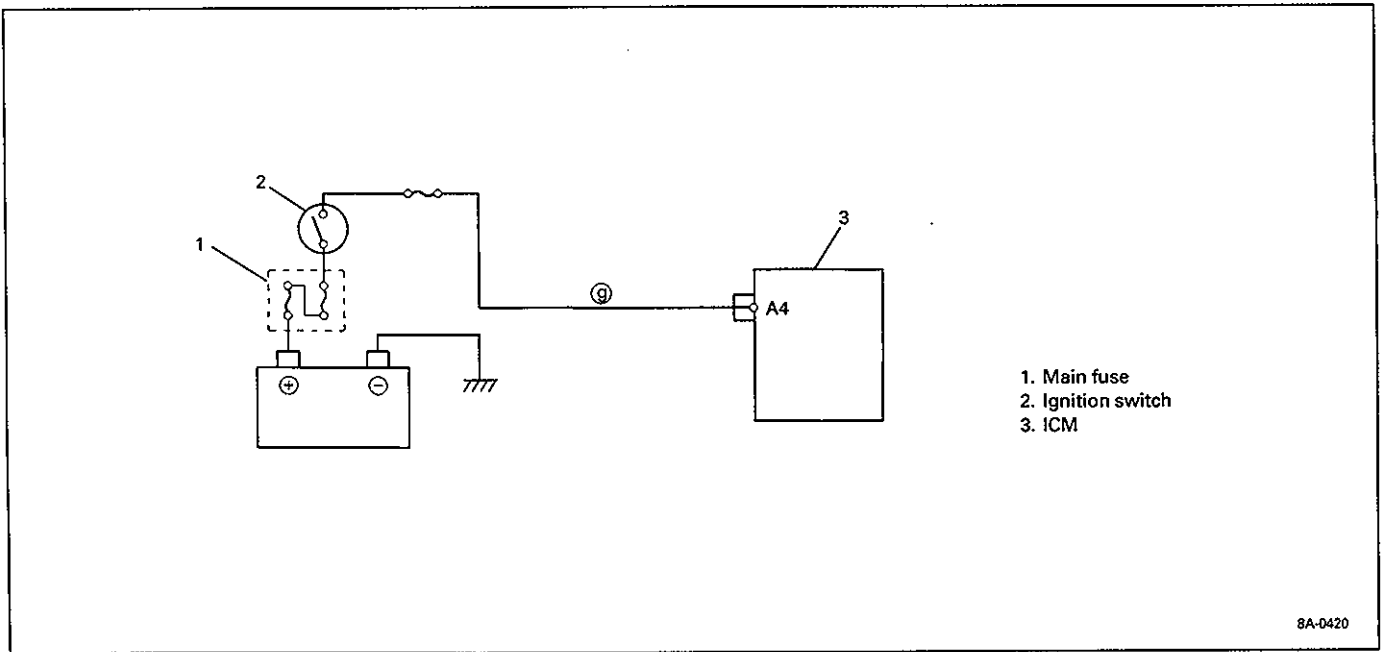 2
3
1
ⓖ
A4
⊕
⊖
1. Main fuse
2. Ignition switch
3. ICM
8A-0420